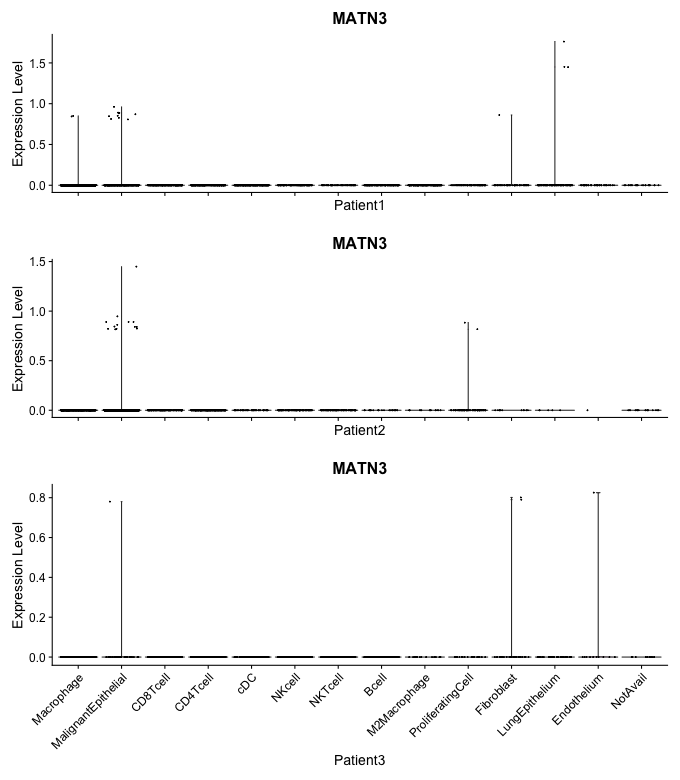 MATN3
Expression Level
1.5
1.0
0.5
0.0
Patient1
MATN3
Expression Level
1.5
1.0
0.5
0.0
Patient2
MATN3
Expression Level
0.8
0.6
0.4
0.2
0.0
Macrophage
MalignantEpithelial
CD8Tcell
CD4Tcell
cDC
NKcell
NKTcell
Bcell
M2Macrophage
ProliferatingCell
Fibroblast
LungEpithelium
Endothelium
NotAvail
Patient3